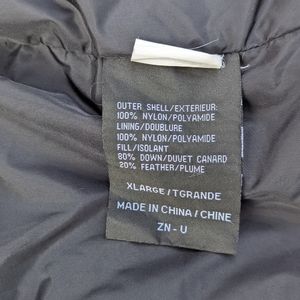 OUTER SHELL/EXTERIEUR:
100% NYLON/POLYAMIDE
LINING/DOUBLURE
100% NYLON/POLYAMIDE
FILL/ISOLANT
80% DOWN/DUVET CANARD
20% FEATHER/PLUME
XLARGE/TGRANDE
MADE IN CHINA/CHINE
ZN-U